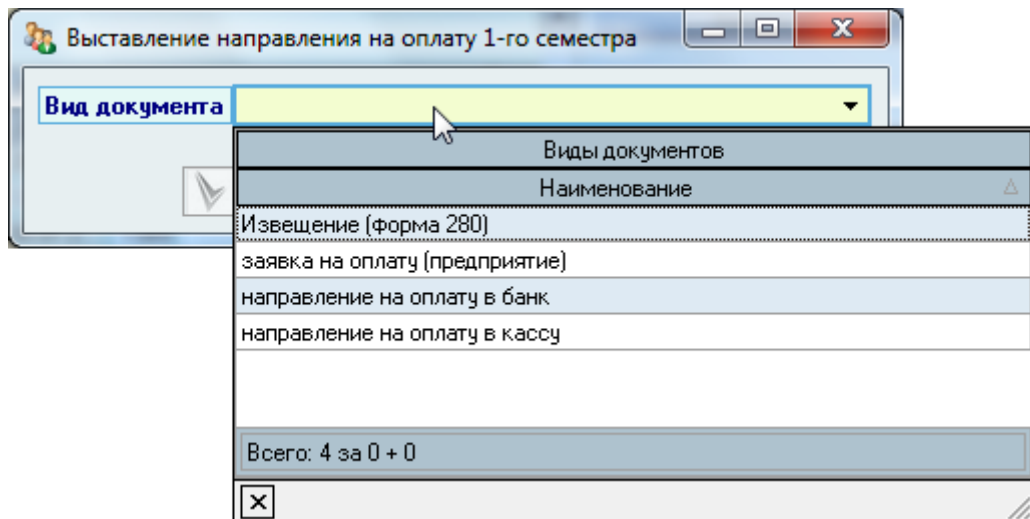 Выставление направления на оплату 1-го семестра
Вид документа
Виды документов
Наименование
Извещение (форма 280)
заявка на оплату (предприятие)
направление на оплату в банк
направление на оплату в кассу
Всего: 4 за 0 + 0